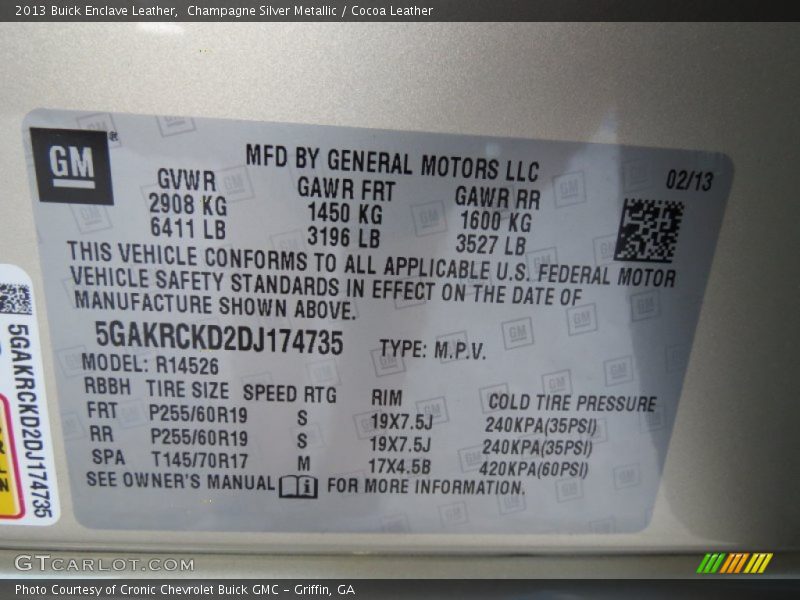 2013 Buick Enclave Leather,  Champagne Silver Metallic / Cocoa Leather
GM®
MFD BY GENERAL MOTORS LLC
02/13
GVWR GAWR FRT GAWR RR
2908 KG 1450 KG 1600 KG
6411 LB 3196 LB 3527 LB
THIS VEHICLE CONFORMS TO ALL APPLICABLE U.S. FEDERAL MOTOR
VEHICLE SAFETY STANDARDS IN EFFECT ON THE DATE OF
MANUFACTURE SHOWN ABOVE.
5GAKRCKD2DJ174735 TYPE: M.P.V.
MODEL: R14526
RBBH TIRE SIZE SPEED RTG RIM COLD TIRE PRESSURE
FRT P255/60R19 S 19X7.5J 240KPA(35PSI)
RR P255/60R19 S 19X7.5J 240KPA(35PSI)
SPA T145/70R17 M 17X4.5B 420KPA(60PSI)
SEE OWNER'S MANUAL i FOR MORE INFORMATION.
5GAKRCKD2DJ174735
GTCARLOT.COM
Photo Courtesy of Cronic Chevrolet Buick GMC – Griffin, GA